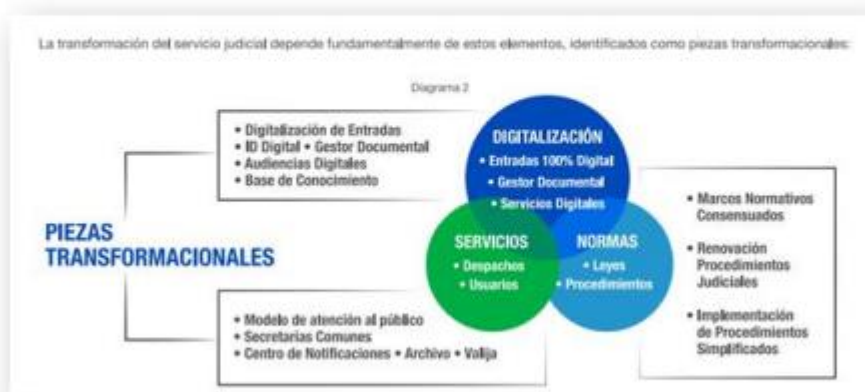 La transformación del servicio judicial depende fundamentalmente de estos elementos, identificados como piezas transformacionales:
Diagrama 2
• Digitalización de Entradas
• ID Digital • Gestor Documental
• Audiencias Digitales
• Base de Conocimiento
DIGITALIZACIÓN
• Entradas 100% Digital
• Gestor Documental
• Servicios Digitales
PIEZAS
TRANSFORMACIONALES
SERVICIOS
• Despachos
• Usuarios
NORMAS
• Leyes
• Procedimientos
• Marcos Normativos
Consensuados
• Renovación
Procedimientos
Judiciales
• Implementación
de Procedimientos
Simplificados
• Modelo de atención al público
• Secretarias Comunes
• Centro de Notificaciones • Archivo • Valija